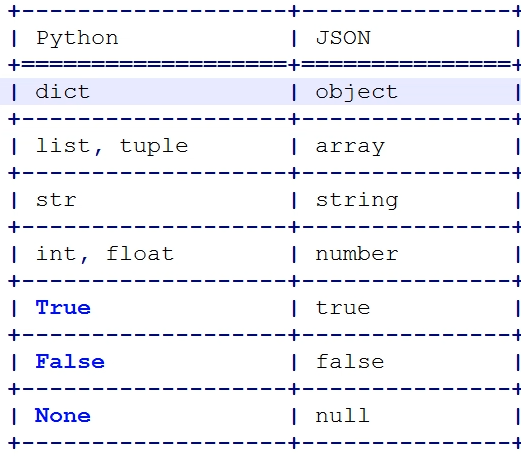 +-------------------+---------------+
| Python            | JSON          |
+===================+===============+
| dict              | object        |
+-------------------+---------------+
| list, tuple       | array         |
+-------------------+---------------+
| str               | string        |
+-------------------+---------------+
| int, float        | number        |
+-------------------+---------------+
| True              | true          |
+-------------------+---------------+
| False             | false         |
+-------------------+---------------+
| None              | null          |
+-------------------+---------------+